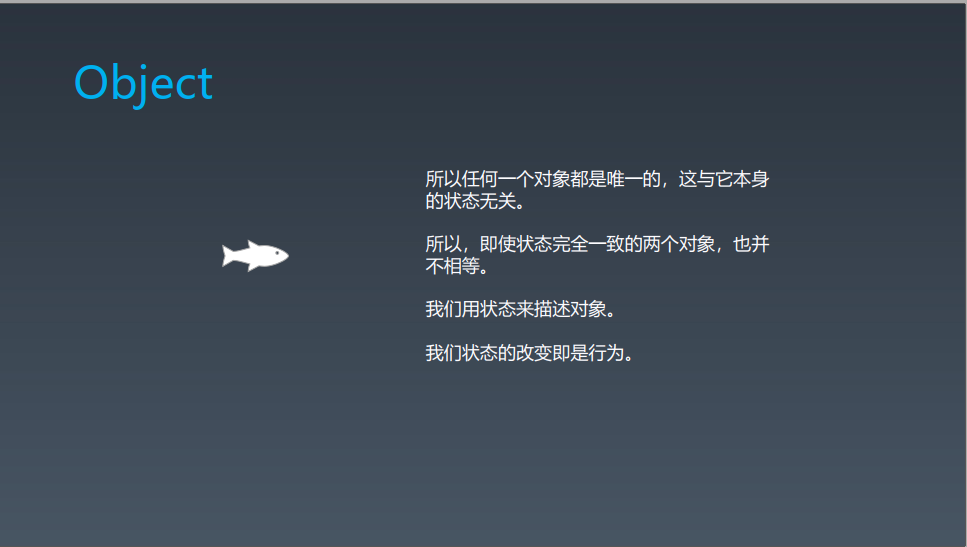 Object
所以任何一个对象都是唯一的，这与它本身
的状态无关。
所以，即使状态完全一致的两个对象，也并
不相等。
我们用状态来描述对象。
我们状态的改变即是行为。